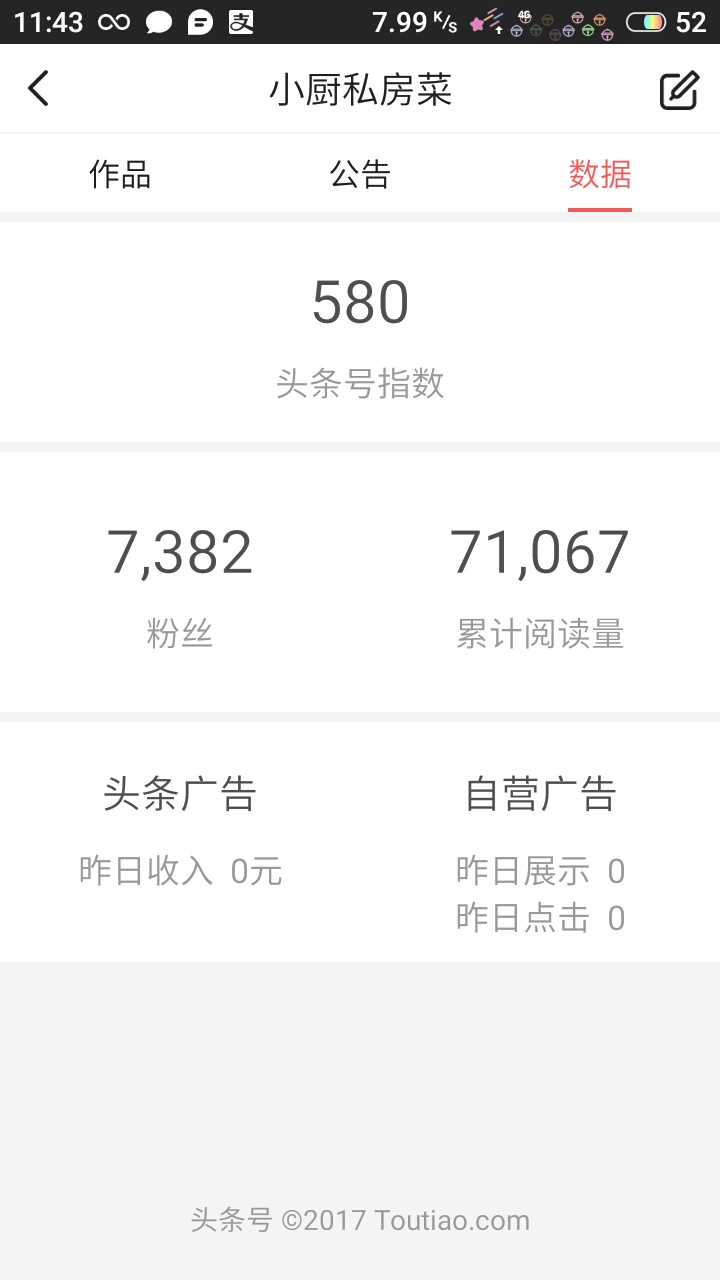 11:43 支 7.99 K/s 4G 52
小厨私房菜
作品 公告 数据
580
头条号指数
7,382 71,067
粉丝 累计阅读量
头条广告 自营广告
昨日收入 0元 昨日展示 0
昨日点击 0
头条号 ©2017 Toutiao.com